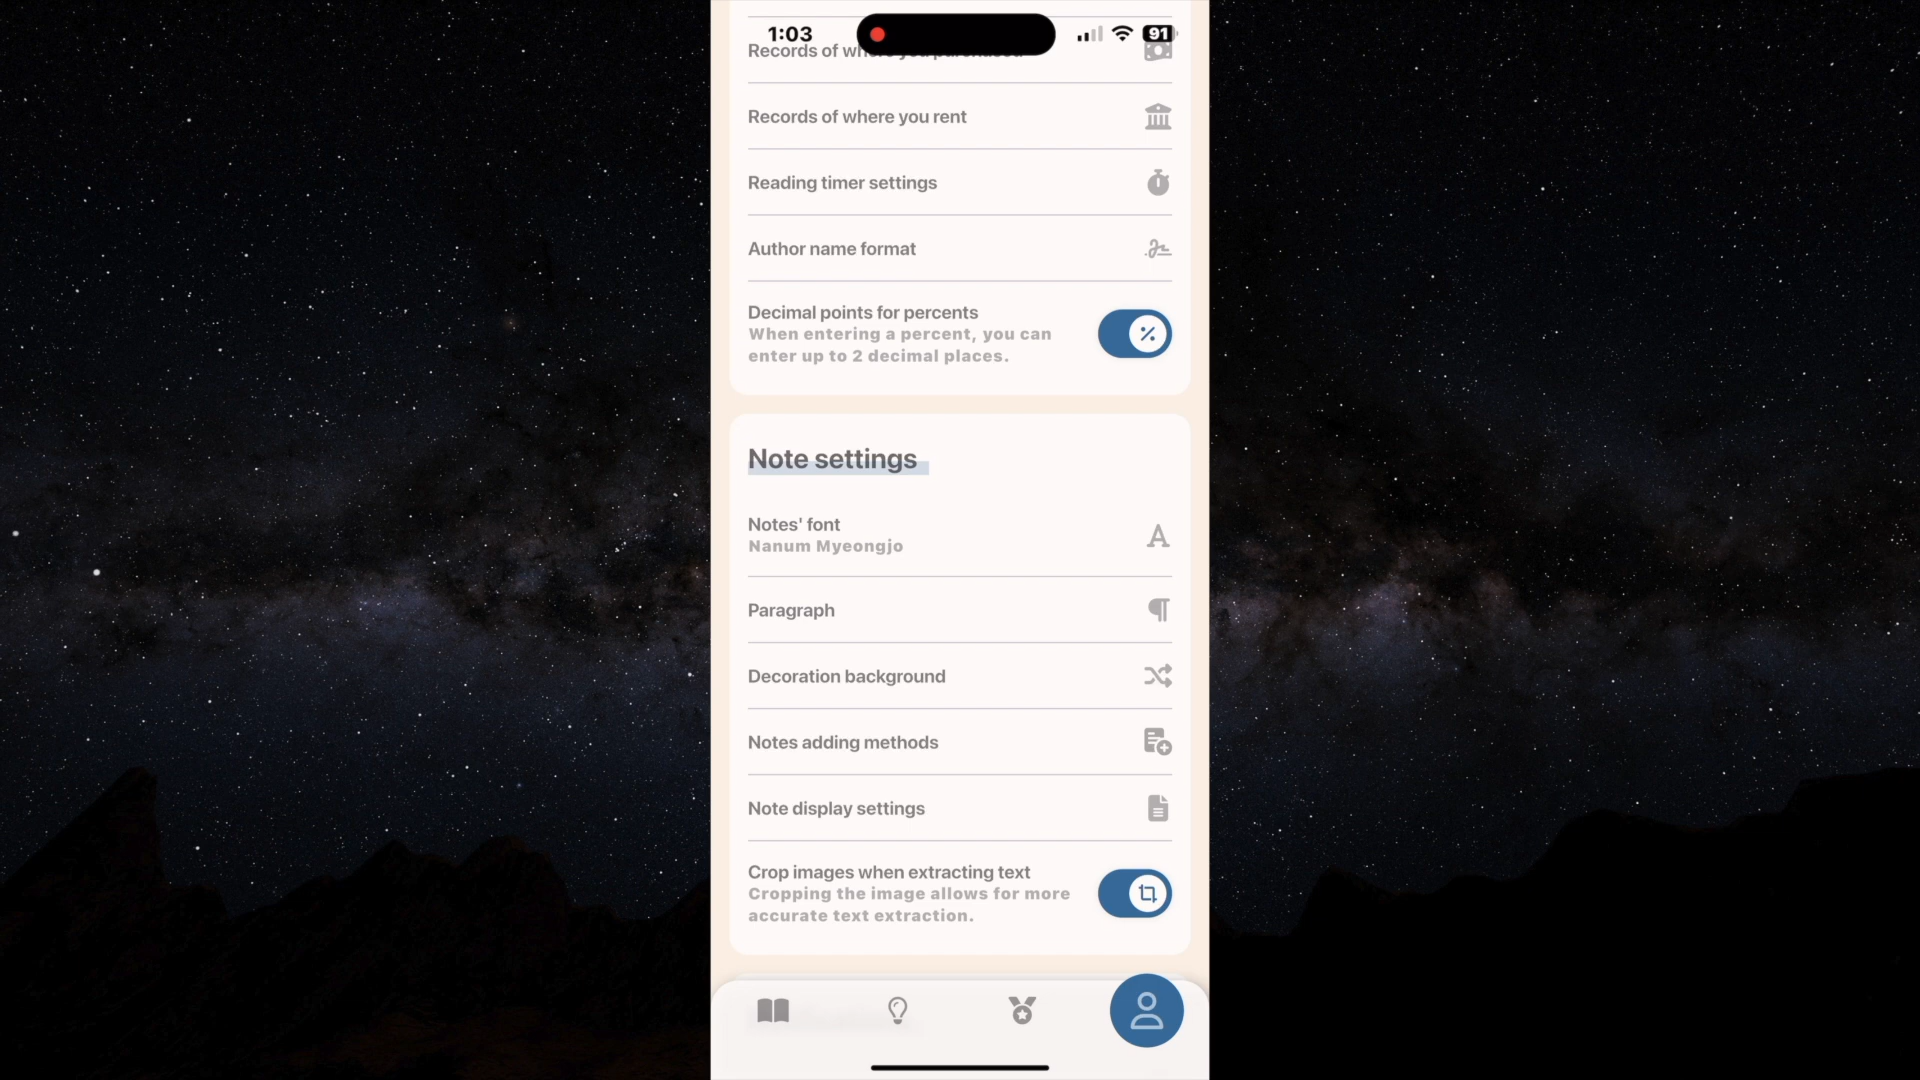 1:03
91
Records of where you purchased
Records of where you rent
Reading timer settings
Author name format
Decimal points for percents
When entering a percent, you can
enter up to 2 decimal places.
Note settings
Notes' font
Nanum Myeongjo
Paragraph
Decoration background
Notes adding methods
Note display settings
Crop images when extracting text
Cropping the image allows for more
accurate text extraction.